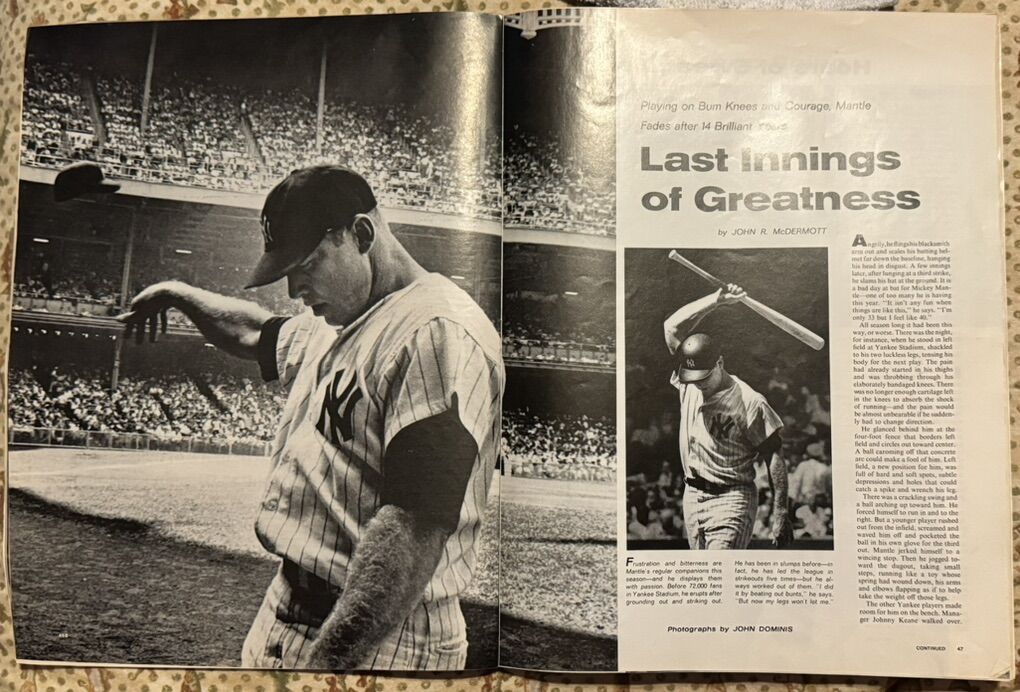 Playing on Bum Knees and Courage, Mantle
Fades after 14 Brilliant Years
Last Innings
of Greatness
by JOHN R. McDERMOTT
Angrily, he flings his blacksmith
arm out and scales his batting hel-
met far down the baseline, hanging
his head in disgust. A few innings
later, after lunging at a third strike,
he slams his bat at the ground. It is
a bad day at bat for Mickey Man-
tle—one of too many he is having
this year. "It isn't any fun when
things are like this," he says. "I'm
only 33 but I feel like 40."
All season long it had been this
way, or worse. There was the night,
for instance, when he stood in left
field at Yankee Stadium, shackled
to his two luckless legs, tensing his
body for the next play. The pain
had already started in his thighs
and was throbbing through his
elaborately bandaged knees. There
was no longer enough cartilage left
in the knees to absorb the shock
of running—and the pain would
be almost unbearable if he sudden-
ly had to change direction.
He glanced behind him at the
four-foot fence that borders left
field and circles out toward center.
A ball caroming off that concrete
arc could make a fool of him. Left
field, a new position for him, was
full of hard and soft spots, subtle
depressions and holes that could
catch a spike and wrench his leg.
There was a crackling swing and
a ball arching up toward him. He
forced himself to run in and to the
right. But a younger player rushed
out from the infield, screamed and
waved him off and pocketed the
ball in his own glove for the third
out. Mantle jerked himself to a
wincing stop. Then he jogged to-
ward the dugout, taking small
steps, running like a toy whose
spring had wound down, his arms
and elbows flapping as if to help
take the weight off those legs.
The other Yankee players made
room for him on the bench. Mana-
ger Johnny Keane walked over.
Frustration and bitterness are
Mantle's regular companions this
season—and he displays them
with passion. Before 72,000 fans
in Yankee Stadium, he erupts after
grounding out and striking out.
He has been in slumps before—in
fact, he has led the league in
strikeouts five times—but he al-
ways worked out of them. "I did
it by beating out bunts," he says.
"But now my legs won't let me."
Photographs by JOHN DOMINIS
CONTINUED 47
NY
NY
NY